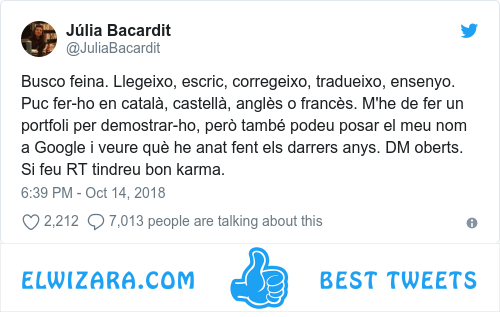 Júlia Bacardit
@JuliaBacardit
Busco feina. Llegeixo, escric, corregeixo, tradueixo, ensenyo.
Puc fer-ho en català, castellà, anglès o francès. M'he de fer un
portfoli per demostrar-ho, però també podeu posar el meu nom
a Google i veure què he anat fent els darrers anys. DM oberts.
Si feu RT tindreu bon karma.
6:39 PM - Oct 14, 2018
2,212 7,013 people are talking about this
ELWIZARA.COM BEST TWEETS